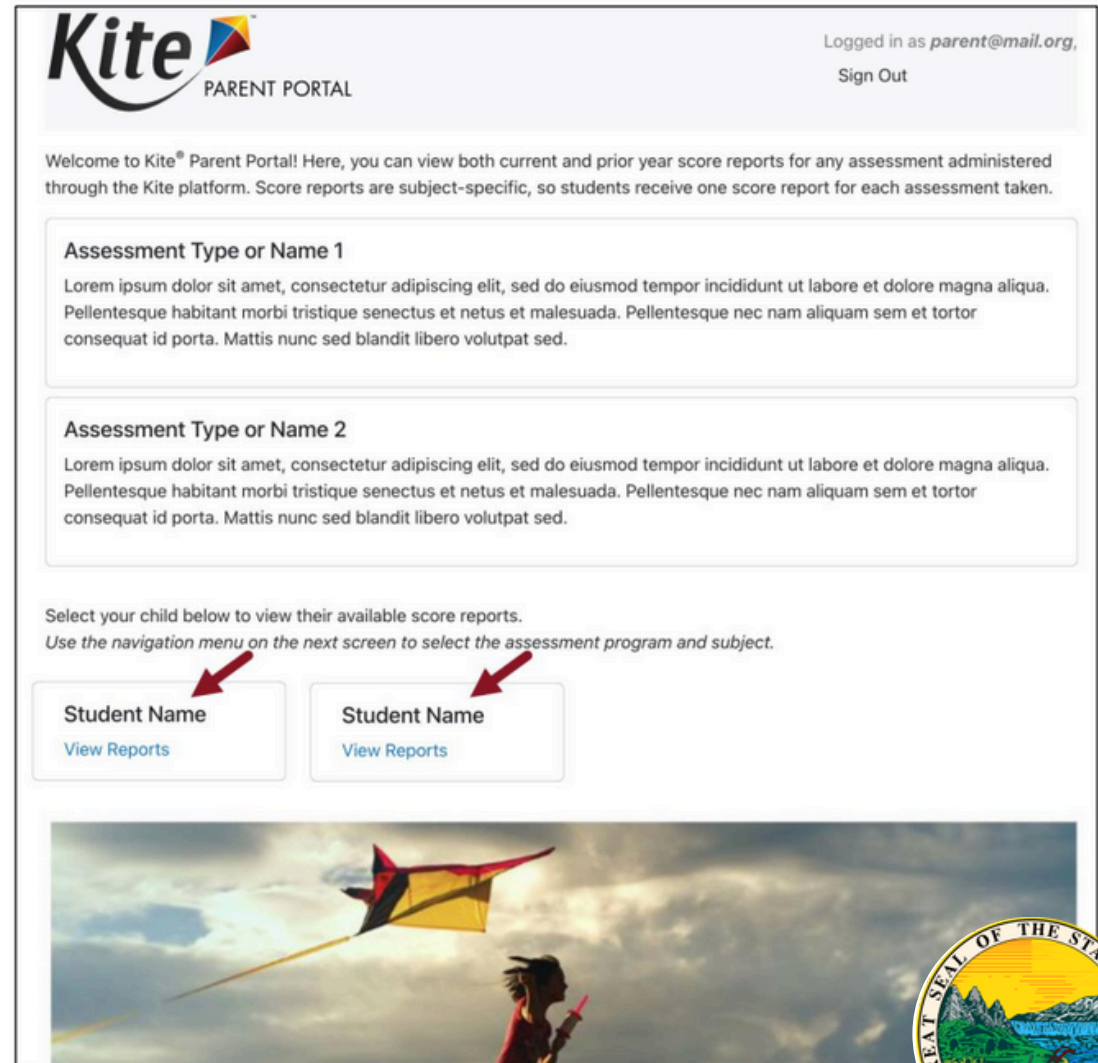 Kite
PARENT PORTAL
Logged in as parent@mail.org,
Sign Out
Welcome to Kite® Parent Portal! Here, you can view both current and prior year score reports for any assessment administered
through the Kite platform. Score reports are subject-specific, so students receive one score report for each assessment taken.
Assessment Type or Name 1
Lorem ipsum dolor sit amet, consectetur adipiscing elit, sed do eiusmod tempor incididunt ut labore et dolore magna aliqua.
Pellentesque habitant morbi tristique senectus et netus et malesuada. Pellentesque nec nam aliquam sem et tortor
consequat id porta. Mattis nunc sed blandit libero volutpat sed.
Assessment Type or Name 2
Lorem ipsum dolor sit amet, consectetur adipiscing elit, sed do eiusmod tempor incididunt ut labore et dolore magna aliqua.
Pellentesque habitant morbi tristique senectus et netus et malesuada. Pellentesque nec nam aliquam sem et tortor
consequat id porta. Mattis nunc sed blandit libero volutpat sed.
Select your child below to view their available score reports.
Use the navigation menu on the next screen to select the assessment program and subject.
Student Name
View Reports
Student Name
View Reports
SEAL OF THE